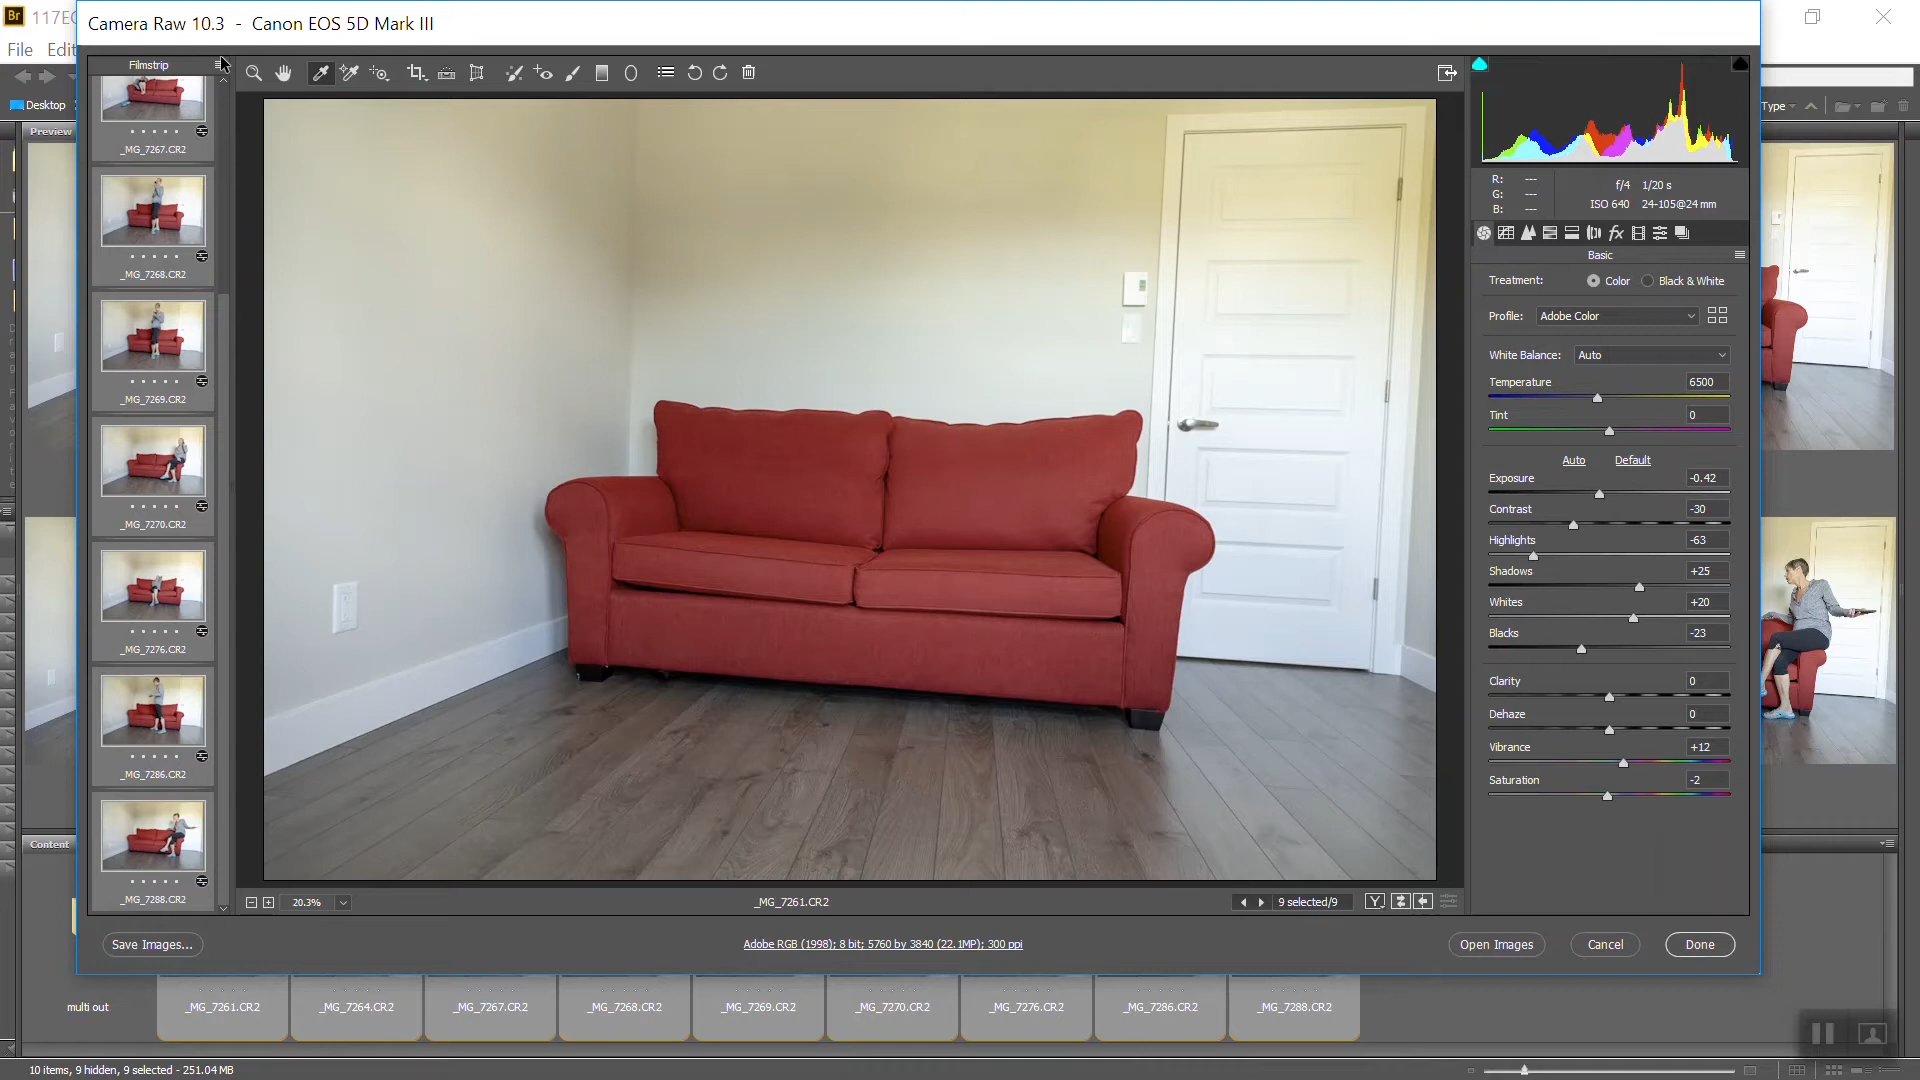 Br 117E
Camera Raw 10.3 - Canon EOS 5D Mark III
File Edit
Desktop
Type
Preview
Filmstrip
_MG_7267.CR2
_MG_7268.CR2
_MG_7269.CR2
_MG_7270.CR2
_MG_7276.CR2
_MG_7286.CR2
_MG_7288.CR2
R: ---
G: ---
B: ---
f/4 1/20 s
ISO 640 24-105@24 mm
fx
Basic
Treatment: Color Black & White
Profile: Adobe Color
White Balance: Auto
Temperature 6500
Tint 0
Auto Default
Exposure -0.42
Contrast -30
Highlights -63
Shadows +25
Whites +20
Blacks -23
Clarity 0
Dehaze 0
Vibrance +12
Saturation -2
Content
20.3%
_MG_7261.CR2
9 selected/9
Y
Save Images...
Adobe RGB (1998); 8 bit; 5760 by 3840 (22.1MP); 300 ppi
Open Images
Cancel
Done
multi out
_MG_7261.CR2
_MG_7264.CR2
_MG_7267.CR2
_MG_7268.CR2
_MG_7269.CR2
_MG_7270.CR2
_MG_7276.CR2
_MG_7286.CR2
_MG_7288.CR2
10 items, 9 hidden, 9 selected - 251.04 MB